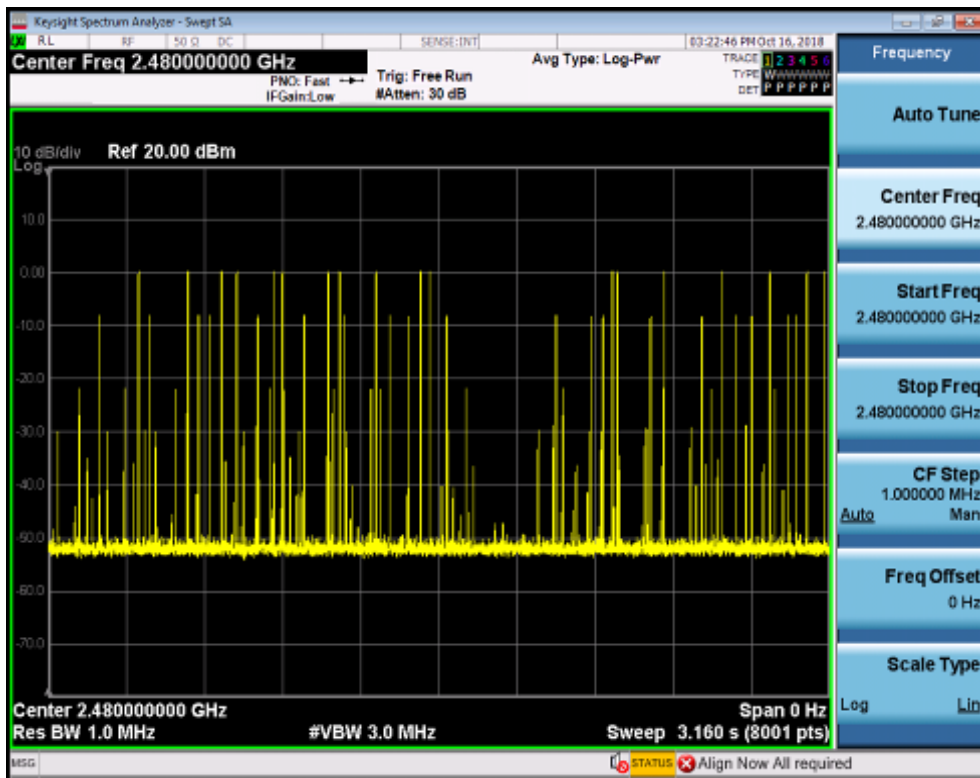 Keysight Spectrum Analyzer - Swept SA
RL RF 50 Ω DC SENSE:INT 03:22:46 PM Oct 16, 2018
Center Freq 2.480000000 GHz
PNO: Fast
IFGain:Low
Trig: Free Run
#Atten: 30 dB
Avg Type: Log-Pwr
TRACE 1 2 3 4 5 6
TYPE WWWWWW
DET P P P P P P
10 dB/div Ref 20.00 dBm
Log
10.0
0.00
-10.0
-20.0
-30.0
-40.0
-50.0
-60.0
-70.0
Center 2.480000000 GHz Span 0 Hz
Res BW 1.0 MHz #VBW 3.0 MHz Sweep 3.160 s (8001 pts)
MSG STATUS Align Now All required
Frequency
Auto Tune
Center Freq
2.480000000 GHz
Start Freq
2.480000000 GHz
Stop Freq
2.480000000 GHz
CF Step
1.000000 MHz
Auto Man
Freq Offset
0 Hz
Scale Type
Log Lin